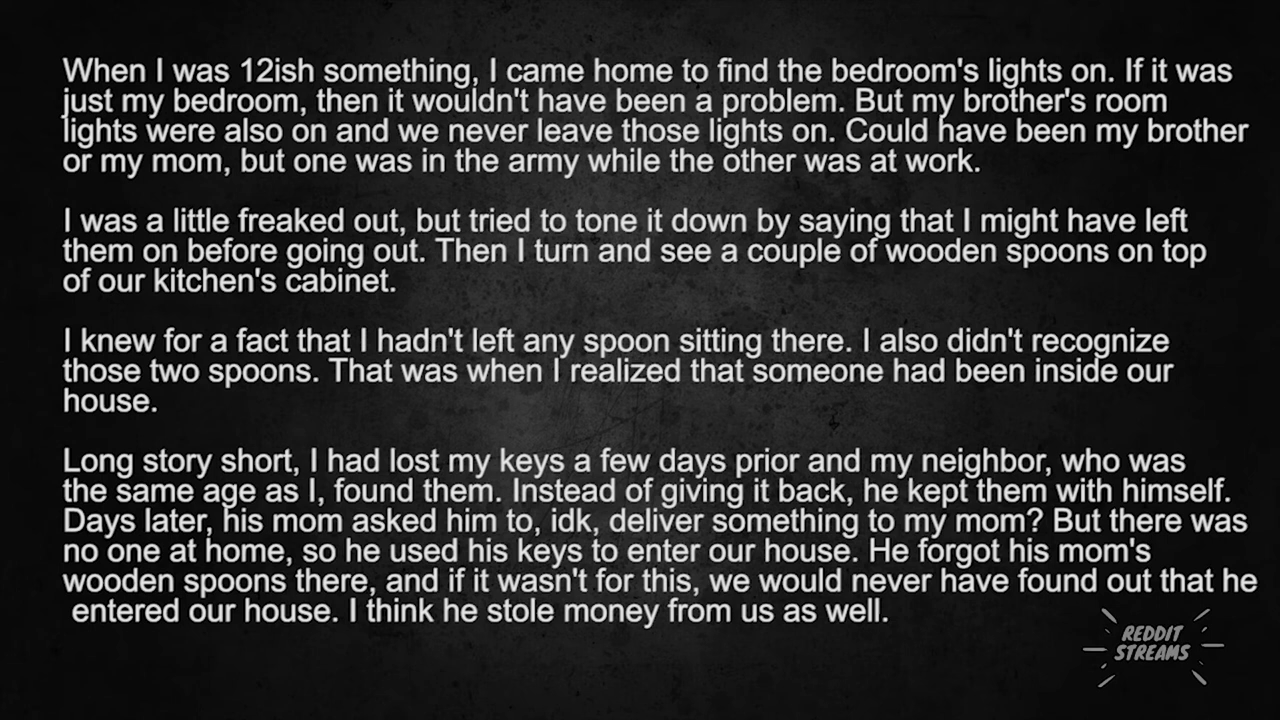 When I was 12ish something, I came home to find the bedroom's lights on. If it was
just my bedroom, then it wouldn't have been a problem. But my brother's room
lights were also on and we never leave those lights on. Could have been my brother
or my mom, but one was in the army while the other was at work.
I was a little freaked out, but tried to tone it down by saying that I might have left
them on before going out. Then I turn and see a couple of wooden spoons on top
of our kitchen's cabinet.
I knew for a fact that I hadn't left any spoon sitting there. I also didn't recognize
those two spoons. That was when I realized that someone had been inside our
house.
Long story short, I had lost my keys a few days prior and my neighbor, who was
the same age as I, found them. Instead of giving it back, he kept them with himself.
Days later, his mom asked him to, idk, deliver something to my mom? But there was
no one at home, so he used his keys to enter our house. He forgot his mom's
wooden spoons there, and if it wasn't for this, we would never have found out that he
entered our house. I think he stole money from us as well.
REDDIT
STREAMS